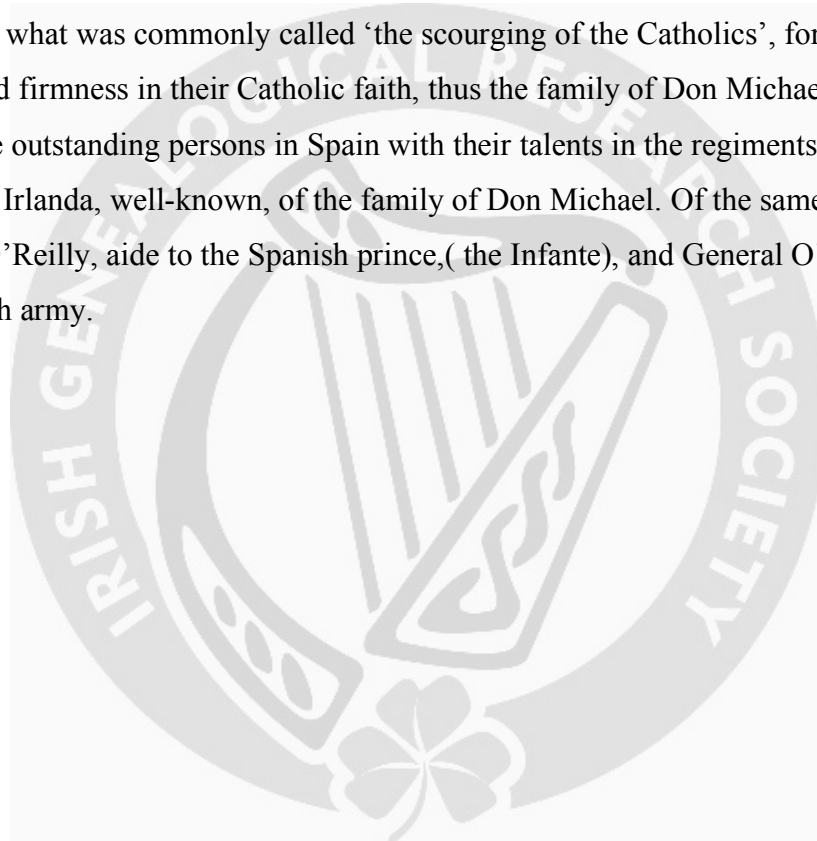 what was commonly called ‘the scourging of the Catholics’, for
firmness in their Catholic faith, thus the family of Don Michae
outstanding persons in Spain with their talents in the regiments
Irlanda, well-known, of the family of Don Michael. Of the same
’Reilly, aide to the Spanish prince,( the Infante), and General O
army.
IRISH GENEALOGICAL RESEARCH SOCIETY